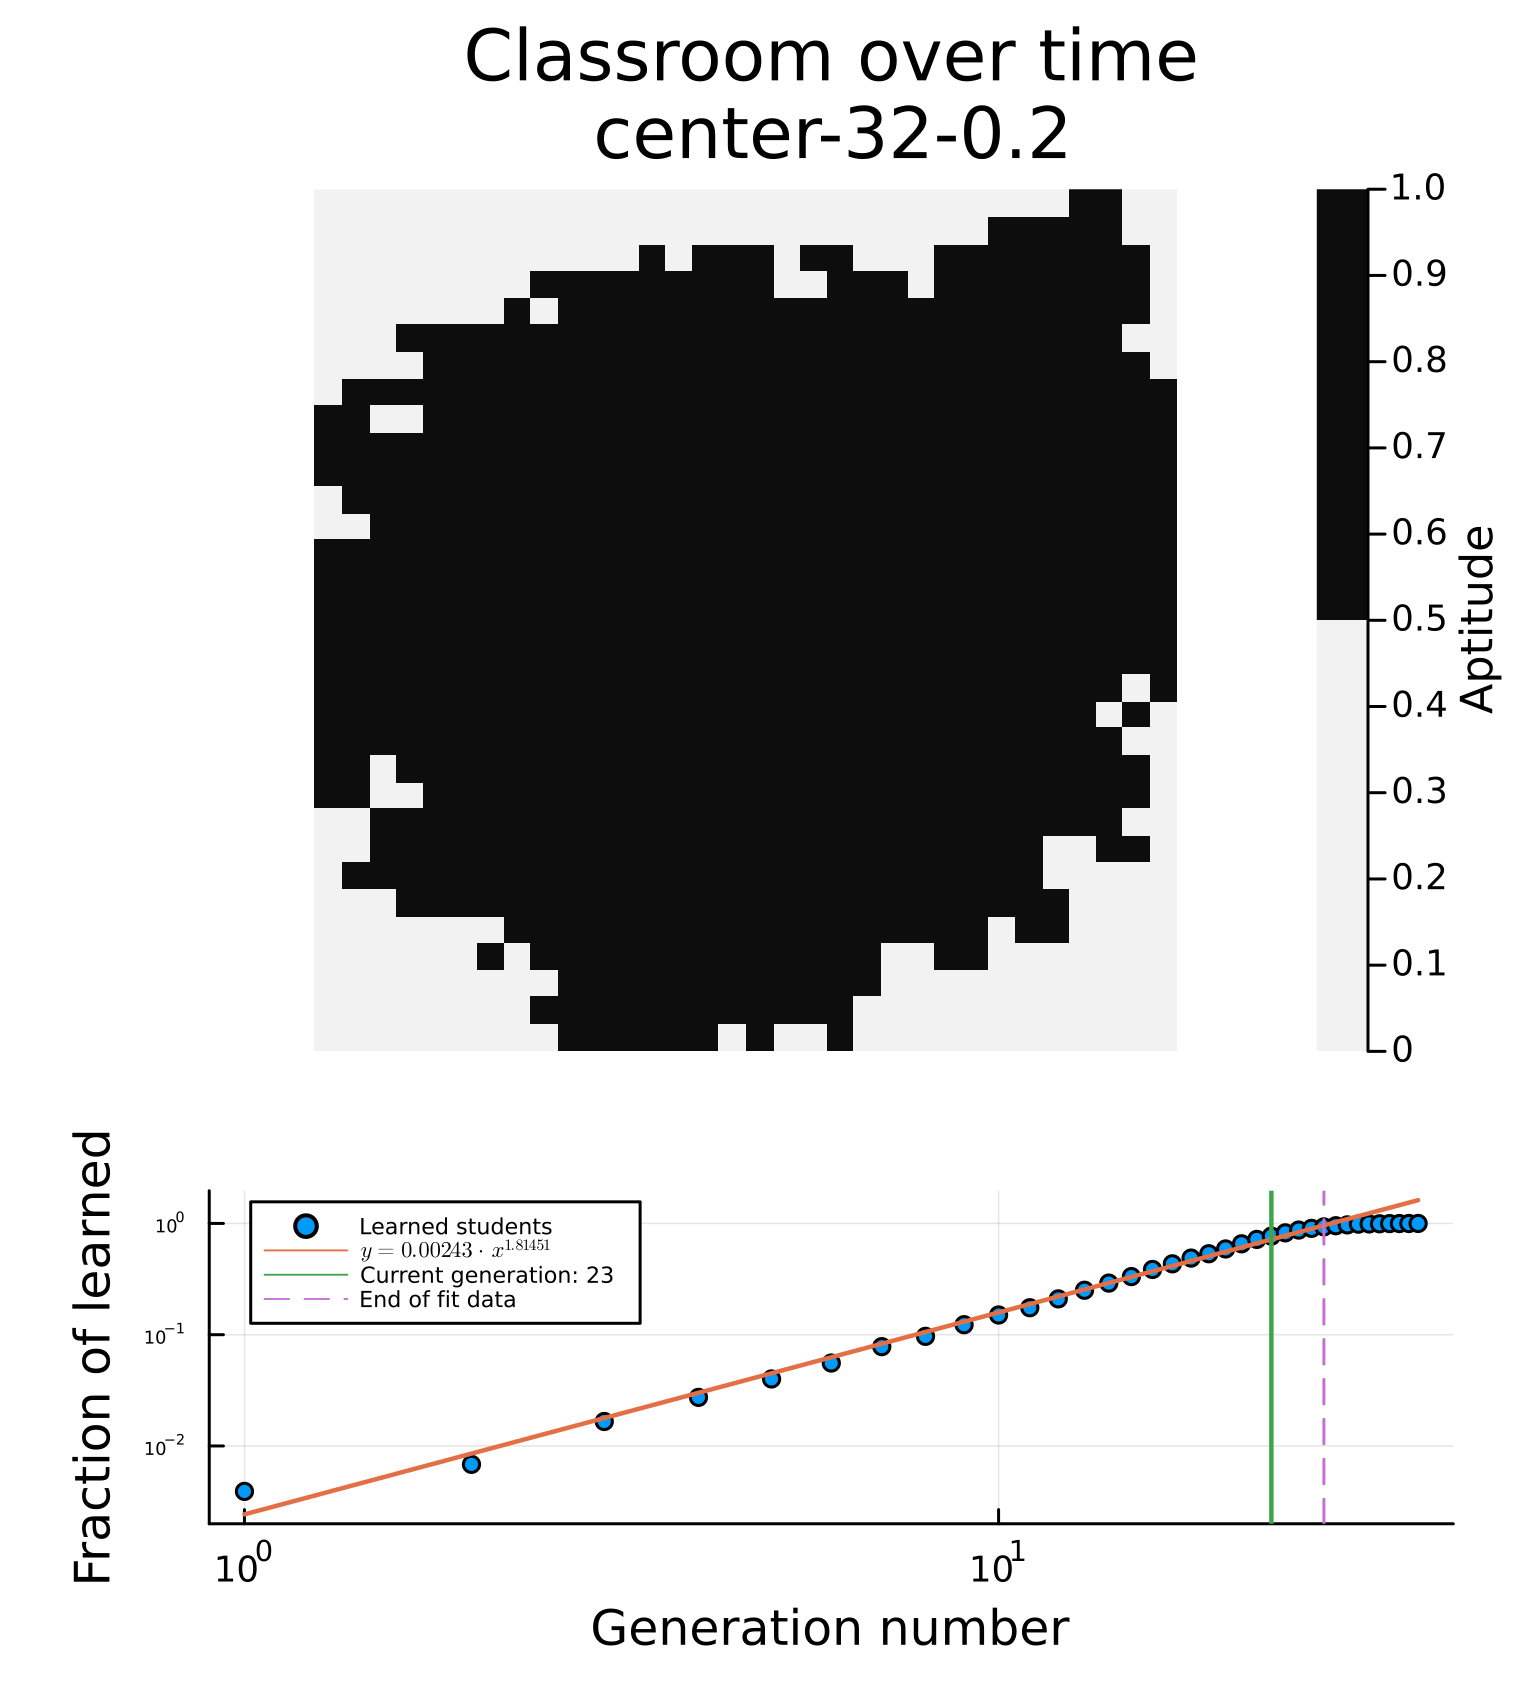 Classroom over time
center-32-0.2
1.0
0.9
0.8
0.7
0.6
0.5
0.4
0.3
0.2
0.1
0
Aptitude
Fraction of learned
10^0
10^-1
10^-2
Learned students
y = 0.00243 · x^1.81451
Current generation: 23
End of fit data
10^0
10^1
Generation number